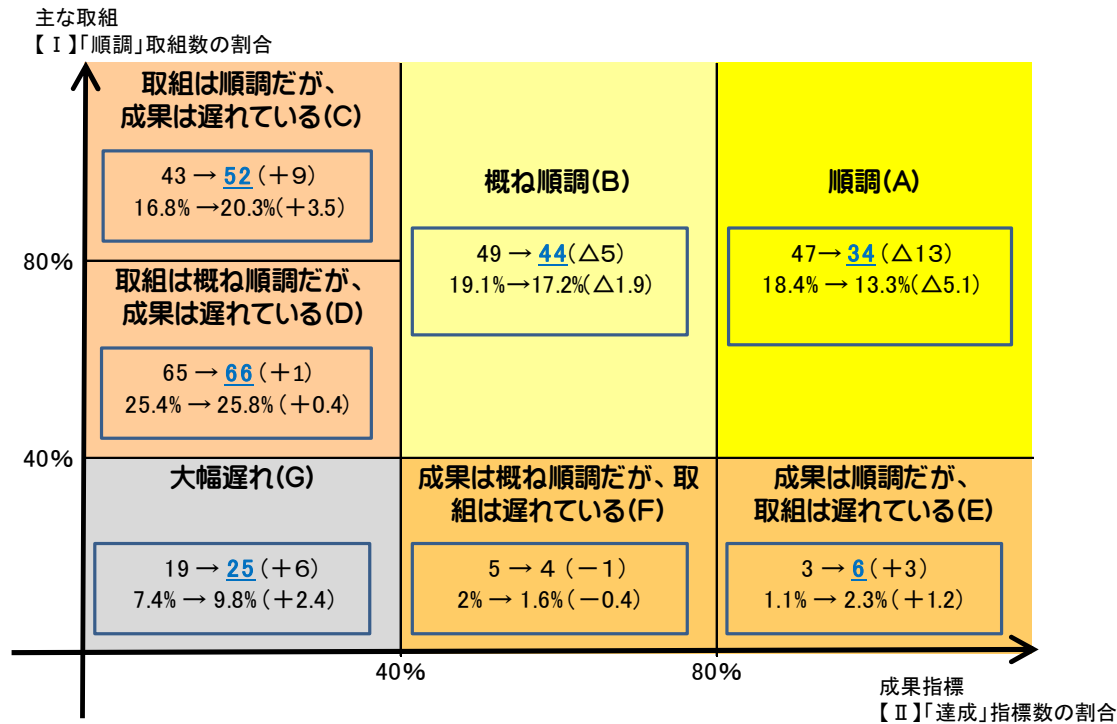 主な取組
【Ⅰ】「順調」取組数の割合
取組は順調だが、
成果は遅れている(C)
43 → 52 (＋9)
16.8% →20.3%(＋3.5)
概ね順調(B)
49 → 44(△5)
19.1%→17.2%(△1.9)
順調(A)
47→ 34 (△13)
18.4% → 13.3%(△5.1)
80%
取組は概ね順調だが、
成果は遅れている(D)
65 → 66 (＋1)
25.4% → 25.8% (＋0.4)
40%
大幅遅れ(G)
19 → 25 (＋6)
7.4% → 9.8% (＋2.4)
成果は概ね順調だが、取
組は遅れている(F)
5 → 4 (－1)
2% → 1.6% (－0.4)
成果は順調だが、
取組は遅れている(E)
3 → 6 (＋3)
1.1% → 2.3% (＋1.2)
40%
80%
成果指標
【Ⅱ】「達成」指標数の割合